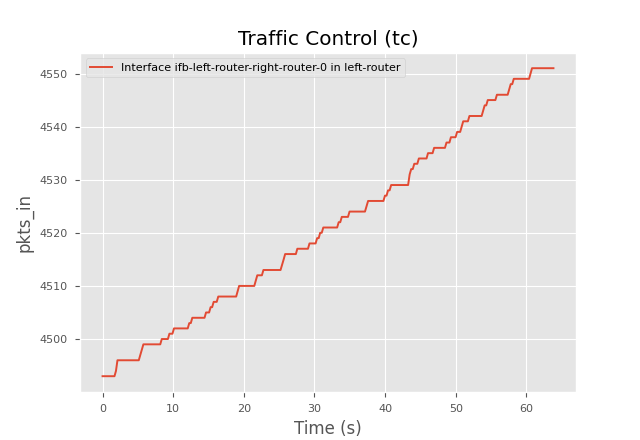 Traffic Control (tc)
Interface ifb-left-router-right-router-0 in left-router
4550
4540
4530
4520
4510
4500
pkts_in
0 10 20 30 40 50 60
Time (s)